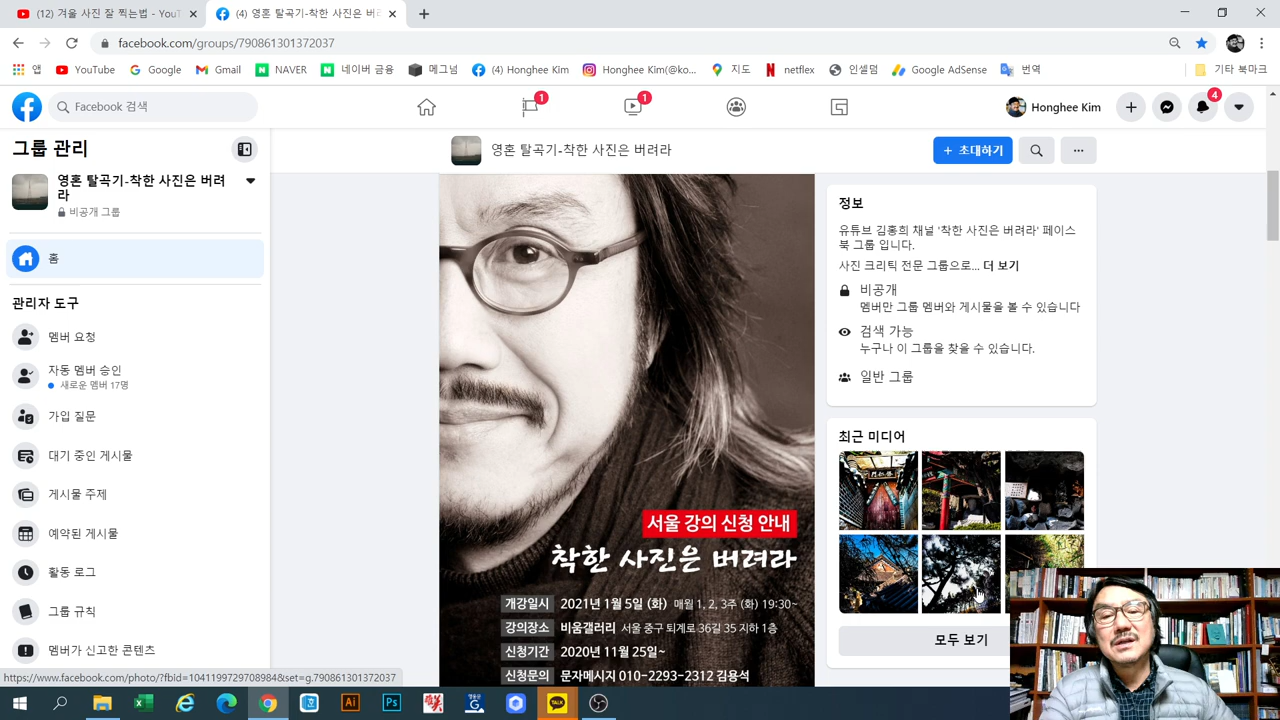 (12) 겨울 사진 잘 찍는법 - YouT
(4) 영혼 탈곡기-착한 사진은 버려
facebook.com/groups/790861301372037
앱
YouTube
Google
Gmail
NAVER
네이버 금융
메그넘
(4) Honghee Kim
Honghee Kim(@ko...
지도
netflex
인셀덤
Google AdSense
번역
기타 북마크
Facebook 검색
1
1
Honghee Kim
4
그룹 관리
영혼 탈곡기-착한 사진은 버려
라
비공개 그룹
홈
관리자 도구
멤버 요청
자동 멤버 승인
새로운 멤버 17명
가입 질문
대기 중인 게시물
게시물 주제
예약된 게시물
활동 로그
그룹 규칙
멤버가 신고한 콘텐츠
https://www.facebook.com/photo/?fbid=1041199729708984&set=g.790861301372037
영혼 탈곡기-착한 사진은 버려라
+ 초대하기
서울 강의 신청 안내
착한 사진은 버려라
개강일시 2021년 1월 5일 (화) 매월 1, 2, 3주 (화) 19:30~
강의장소 비움갤러리 서울 중구 퇴계로 36길 35 지하 1층
신청기간 2020년 11월 25일~
신청문의 문자메시지 010-2293-2312 김용석
정보
유튜브 김홍희 채널 '착한 사진은 버려라' 페이스
북 그룹 입니다.
사진 크리틱 전문 그룹으로... 더 보기
비공개
멤버만 그룹 멤버와 게시물을 볼 수 있습니다
검색 가능
누구나 이 그룹을 찾을 수 있습니다.
일반 그룹
최근 미디어
모두 보기
Ai
Ps
TALK